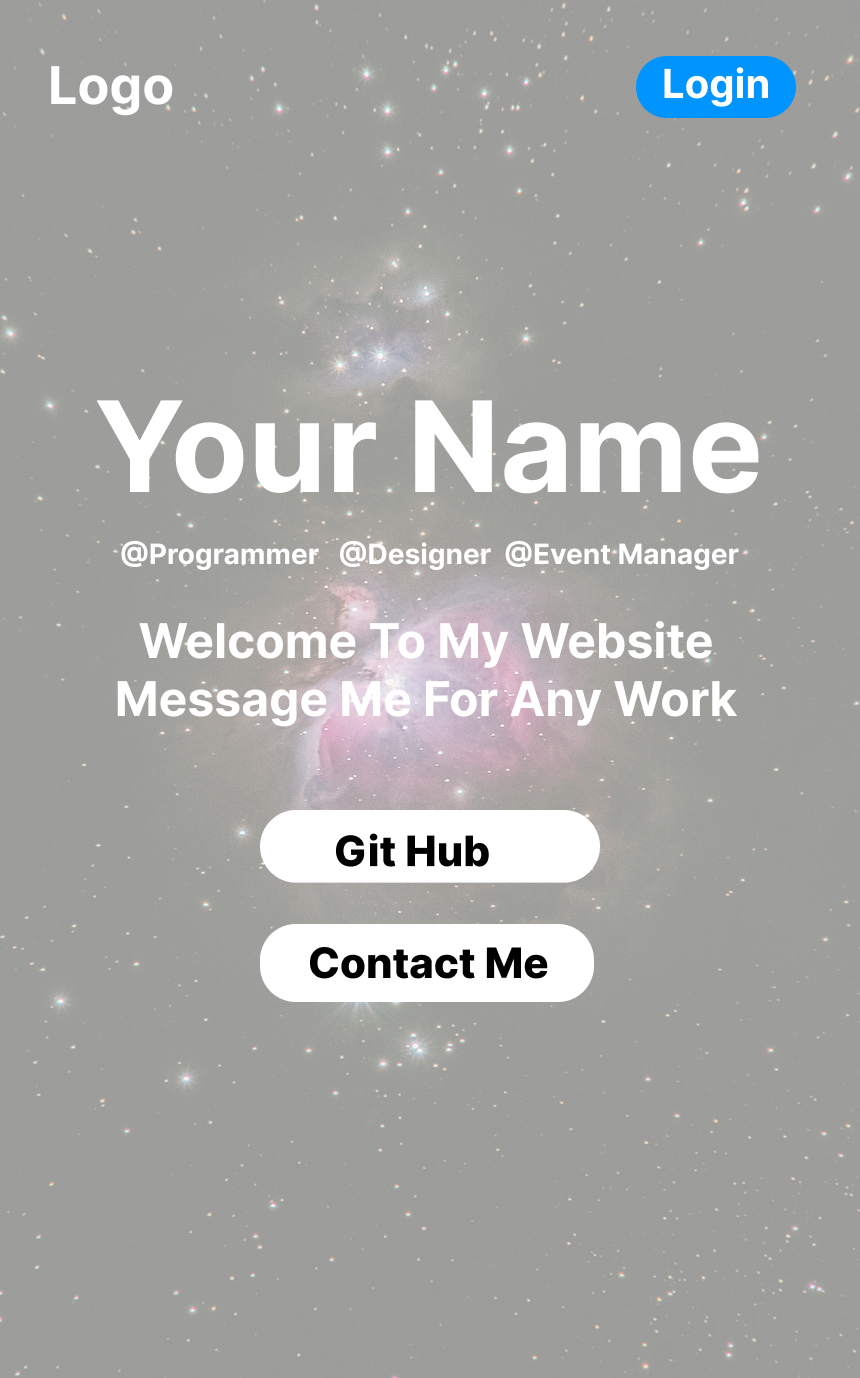 Logo
Login
Your Name
@Programmer @Designer @Event Manager
Welcome To My Website
Message Me For Any Work
Git Hub
Contact Me